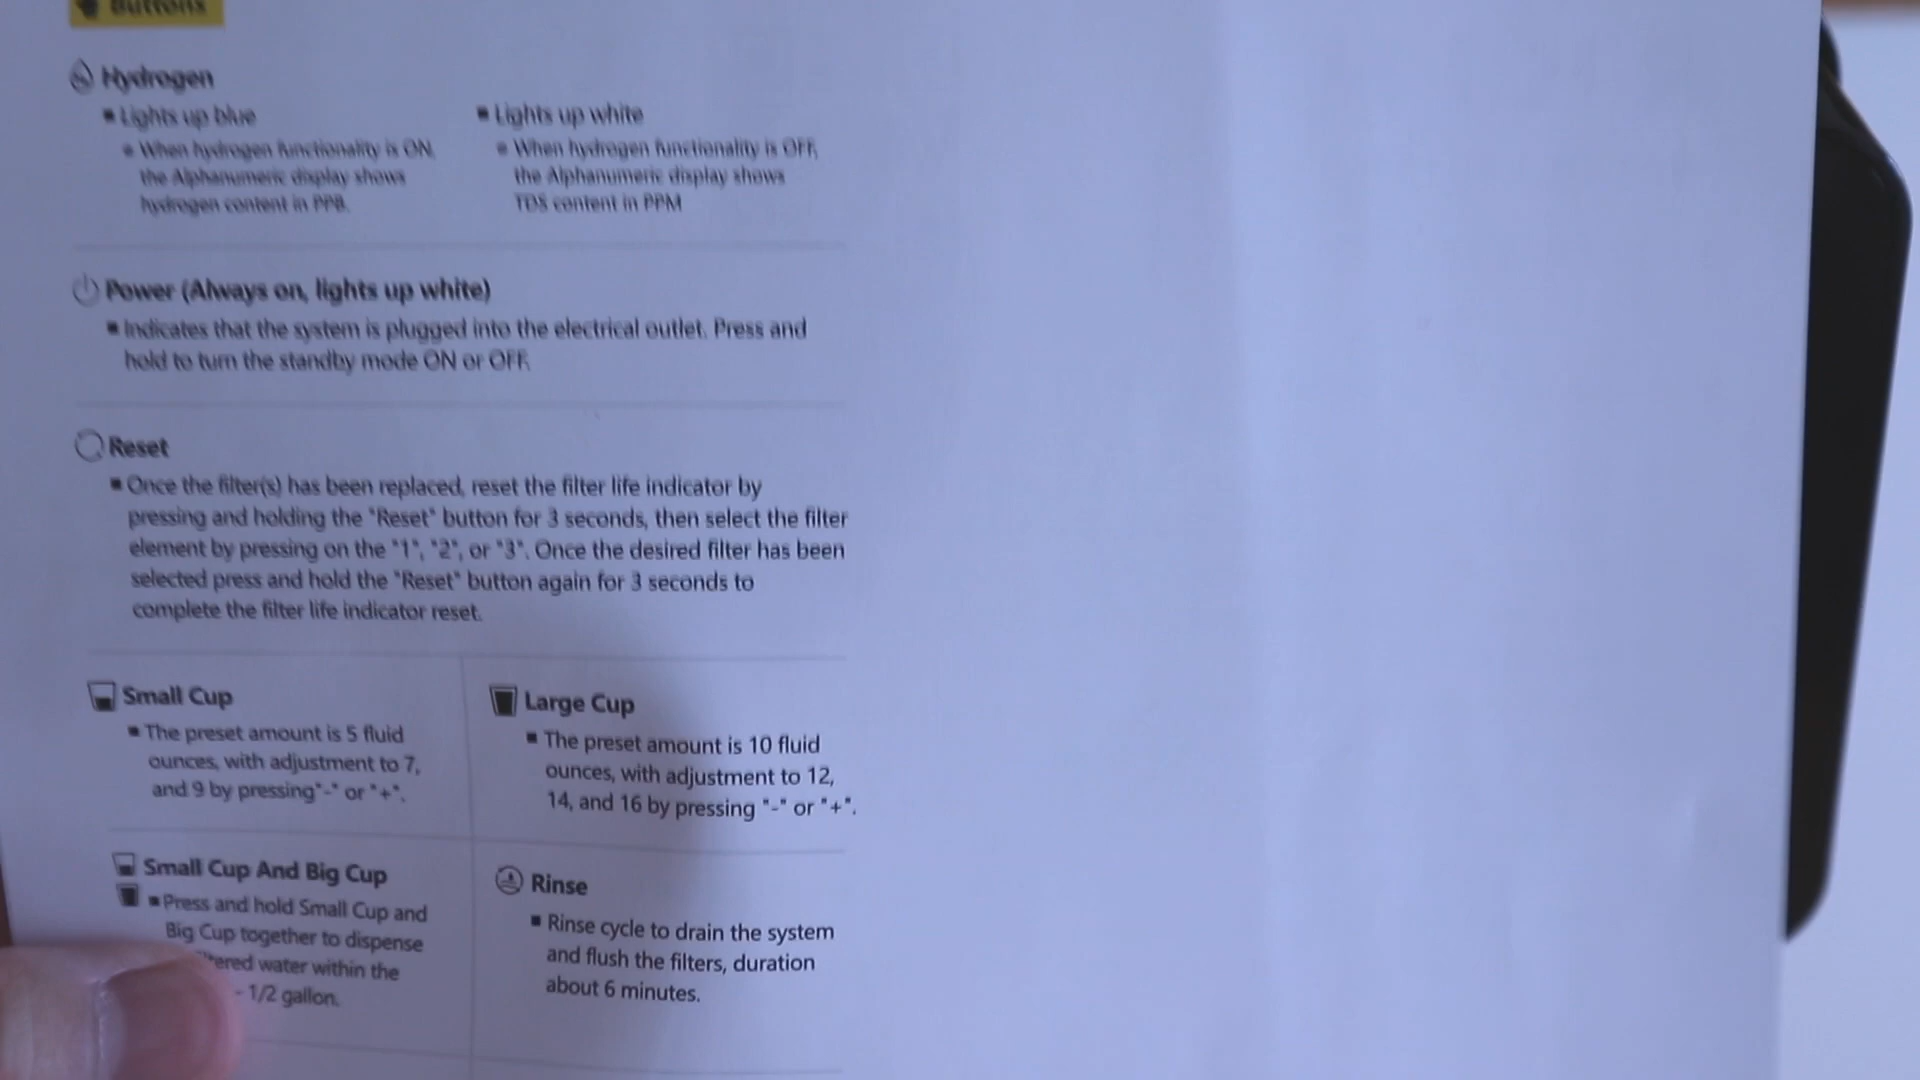 Buttons
Hydrogen
▪ Lights up blue
• When hydrogen functionality is ON,
the Alphanumeric display shows
hydrogen content in PPB.
▪ Lights up white
• When hydrogen functionality is OFF,
the Alphanumeric display shows
TDS content in PPM
Power (Always on, lights up white)
▪ Indicates that the system is plugged into the electrical outlet. Press and
hold to turn the standby mode ON or OFF.
Reset
▪ Once the filter(s) has been replaced, reset the filter life indicator by
pressing and holding the "Reset" button for 3 seconds, then select the filter
element by pressing on the "1", "2", or "3". Once the desired filter has been
selected press and hold the "Reset" button again for 3 seconds to
complete the filter life indicator reset.
Small Cup
▪ The preset amount is 5 fluid
ounces, with adjustment to 7,
and 9 by pressing"-" or "+".
Large Cup
▪ The preset amount is 10 fluid
ounces, with adjustment to 12,
14, and 16 by pressing "-" or "+".
Small Cup And Big Cup
▪ Press and hold Small Cup and
Big Cup together to dispense
water within the
- 1/2 gallon.
Rinse
▪ Rinse cycle to drain the system
and flush the filters, duration
about 6 minutes.